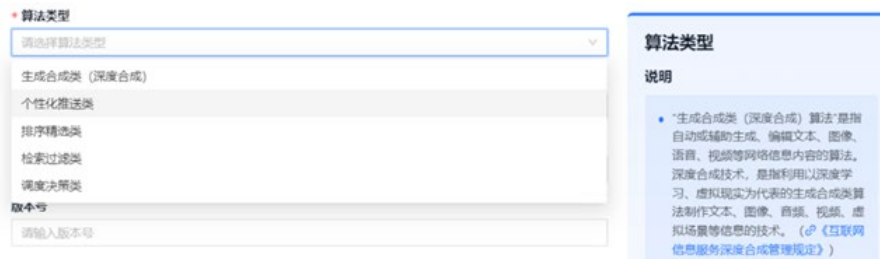 * 算法类型
请选择算法类型
生成合成类（深度合成）
个性化推送类
排序精选类
检索过滤类
调度决策类
版本号
请输入版本号
算法类型
说明
• “生成合成类（深度合成）算法”是指
自动或辅助生成、编辑文本、图像、
语音、视频等网络信息内容的算法。
深度合成技术，是指利用以深度学
习、虚拟现实为代表的生成合成类算
法制作文本、图像、音频、视频、虚
拟场景等信息的技术。（《互联网
信息服务深度合成管理规定》）